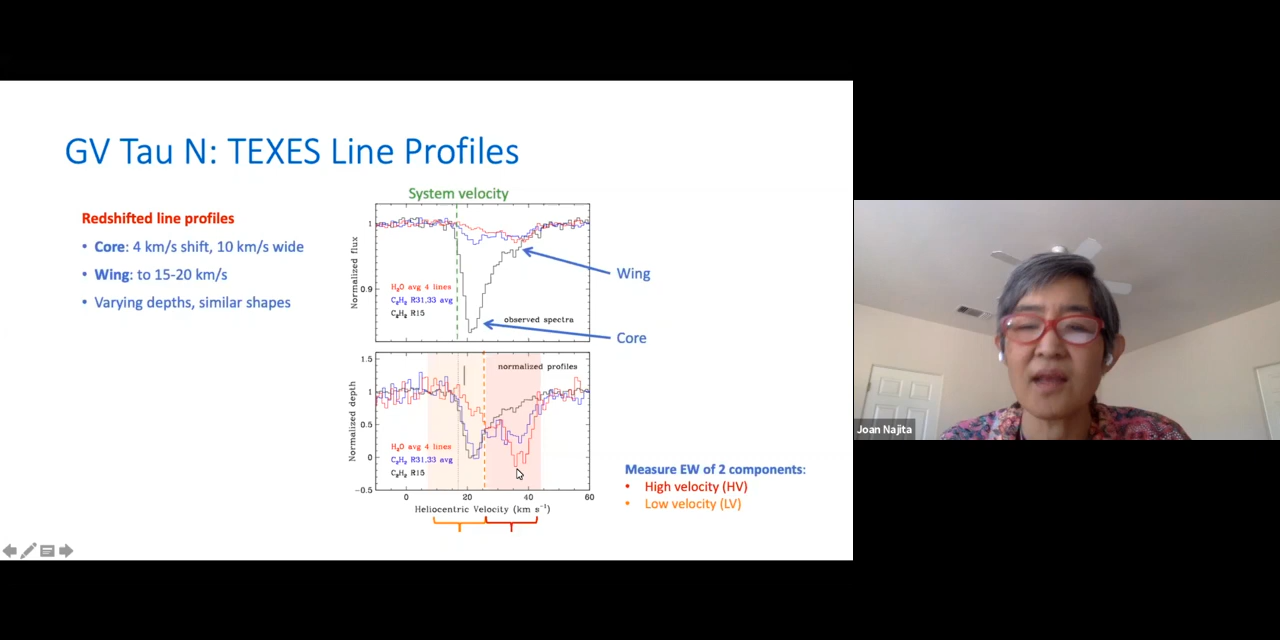 GV Tau N: TEXES Line Profiles
Redshifted line profiles
• Core: 4 km/s shift, 10 km/s wide
• Wing: to 15-20 km/s
• Varying depths, similar shapes
System velocity
1
0.9
Normalized flux
H₂O avg 4 lines
C₂H₂ R31,33 avg
C₂H₂ R15
observed spectra
Wing
Core
1.5
1
0.5
0
−0.5
Normalized depth
normalized profiles
H₂O avg 4 lines
C₂H₂ R31,33 avg
C₂H₂ R15
0 20 40 60
Heliocentric Velocity (km s⁻¹)
Measure EW of 2 components:
• High velocity (HV)
• Low velocity (LV)
Joan Najita